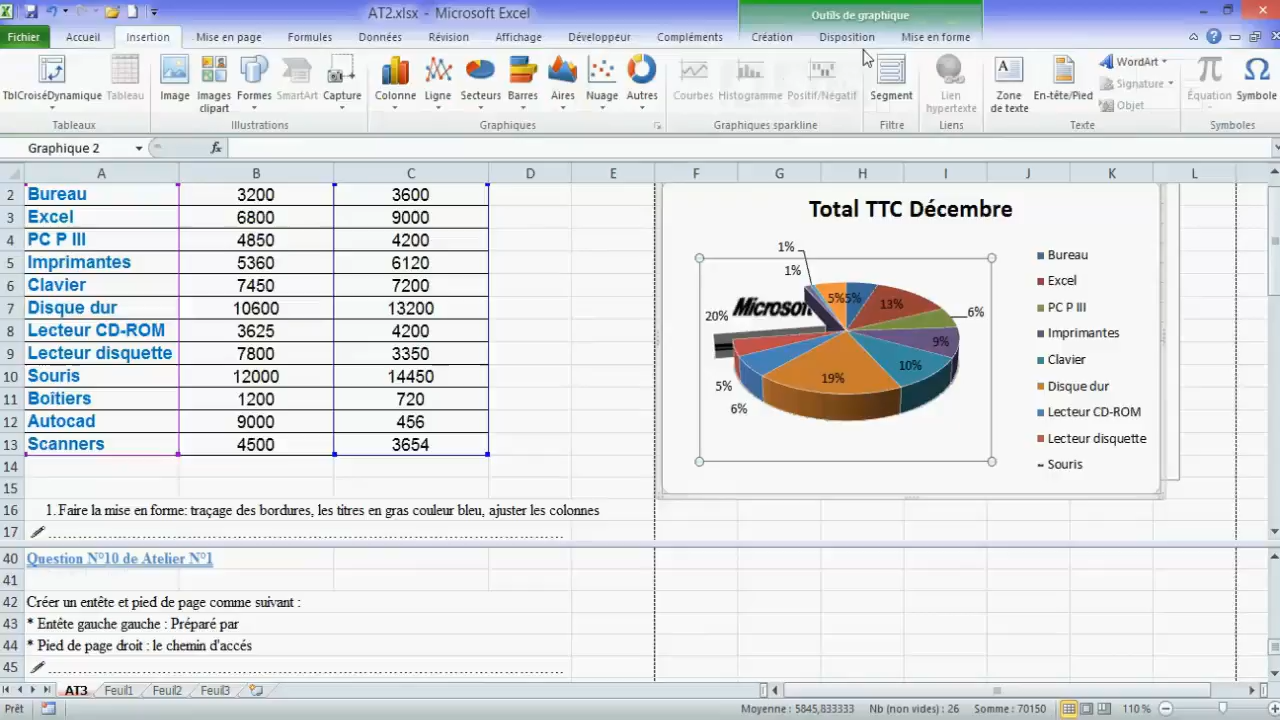 AT2.xlsx - Microsoft Excel
Outils de graphique
Fichier Accueil Insertion Mise en page Formules Données Révision Affichage Développeur Compléments Création Disposition Mise en forme
TblCroiséDynamique Tableau Image Images clipart Formes SmartArt Capture Colonne Ligne Secteurs Barres Aires Nuage Autres Courbes Histogramme Positif/Négatif Segment Lien hypertexte Zone de texte En-tête/Pied WordArt Signature Objet Équation Symbole
Tableaux Illustrations Graphiques Graphiques sparkline Filtre Liens Texte Symboles
Graphique 2 fx
A B C D E F G H I J K L
2 Bureau 3200 3600
3 Excel 6800 9000
4 PC P III 4850 4200
5 Imprimantes 5360 6120
6 Clavier 7450 7200
7 Disque dur 10600 13200
8 Lecteur CD-ROM 3625 4200
9 Lecteur disquette 7800 3350
10 Souris 12000 14450
11 Boîtiers 1200 720
12 Autocad 9000 456
13 Scanners 4500 3654
14
15
16 1. Faire la mise en forme: traçage des bordures, les titres en gras couleur bleu, ajuster les colonnes
17
40 Question N°10 de Atelier N°1
41
42 Créer un entête et pied de page comme suivant :
43 * Entête gauche gauche : Préparé par
44 * Pied de page droit : le chemin d'accés
45
Total TTC Décembre
1%
1%
5% 5%
13%
6%
9%
10%
19%
6%
5%
20%
Microsoft
Bureau
Excel
PC P III
Imprimantes
Clavier
Disque dur
Lecteur CD-ROM
Lecteur disquette
Souris
AT3 Feuil1 Feuil2 Feuil3
Prêt Moyenne : 5845,833333 Nb (non vides) : 26 Somme : 70150 110 %